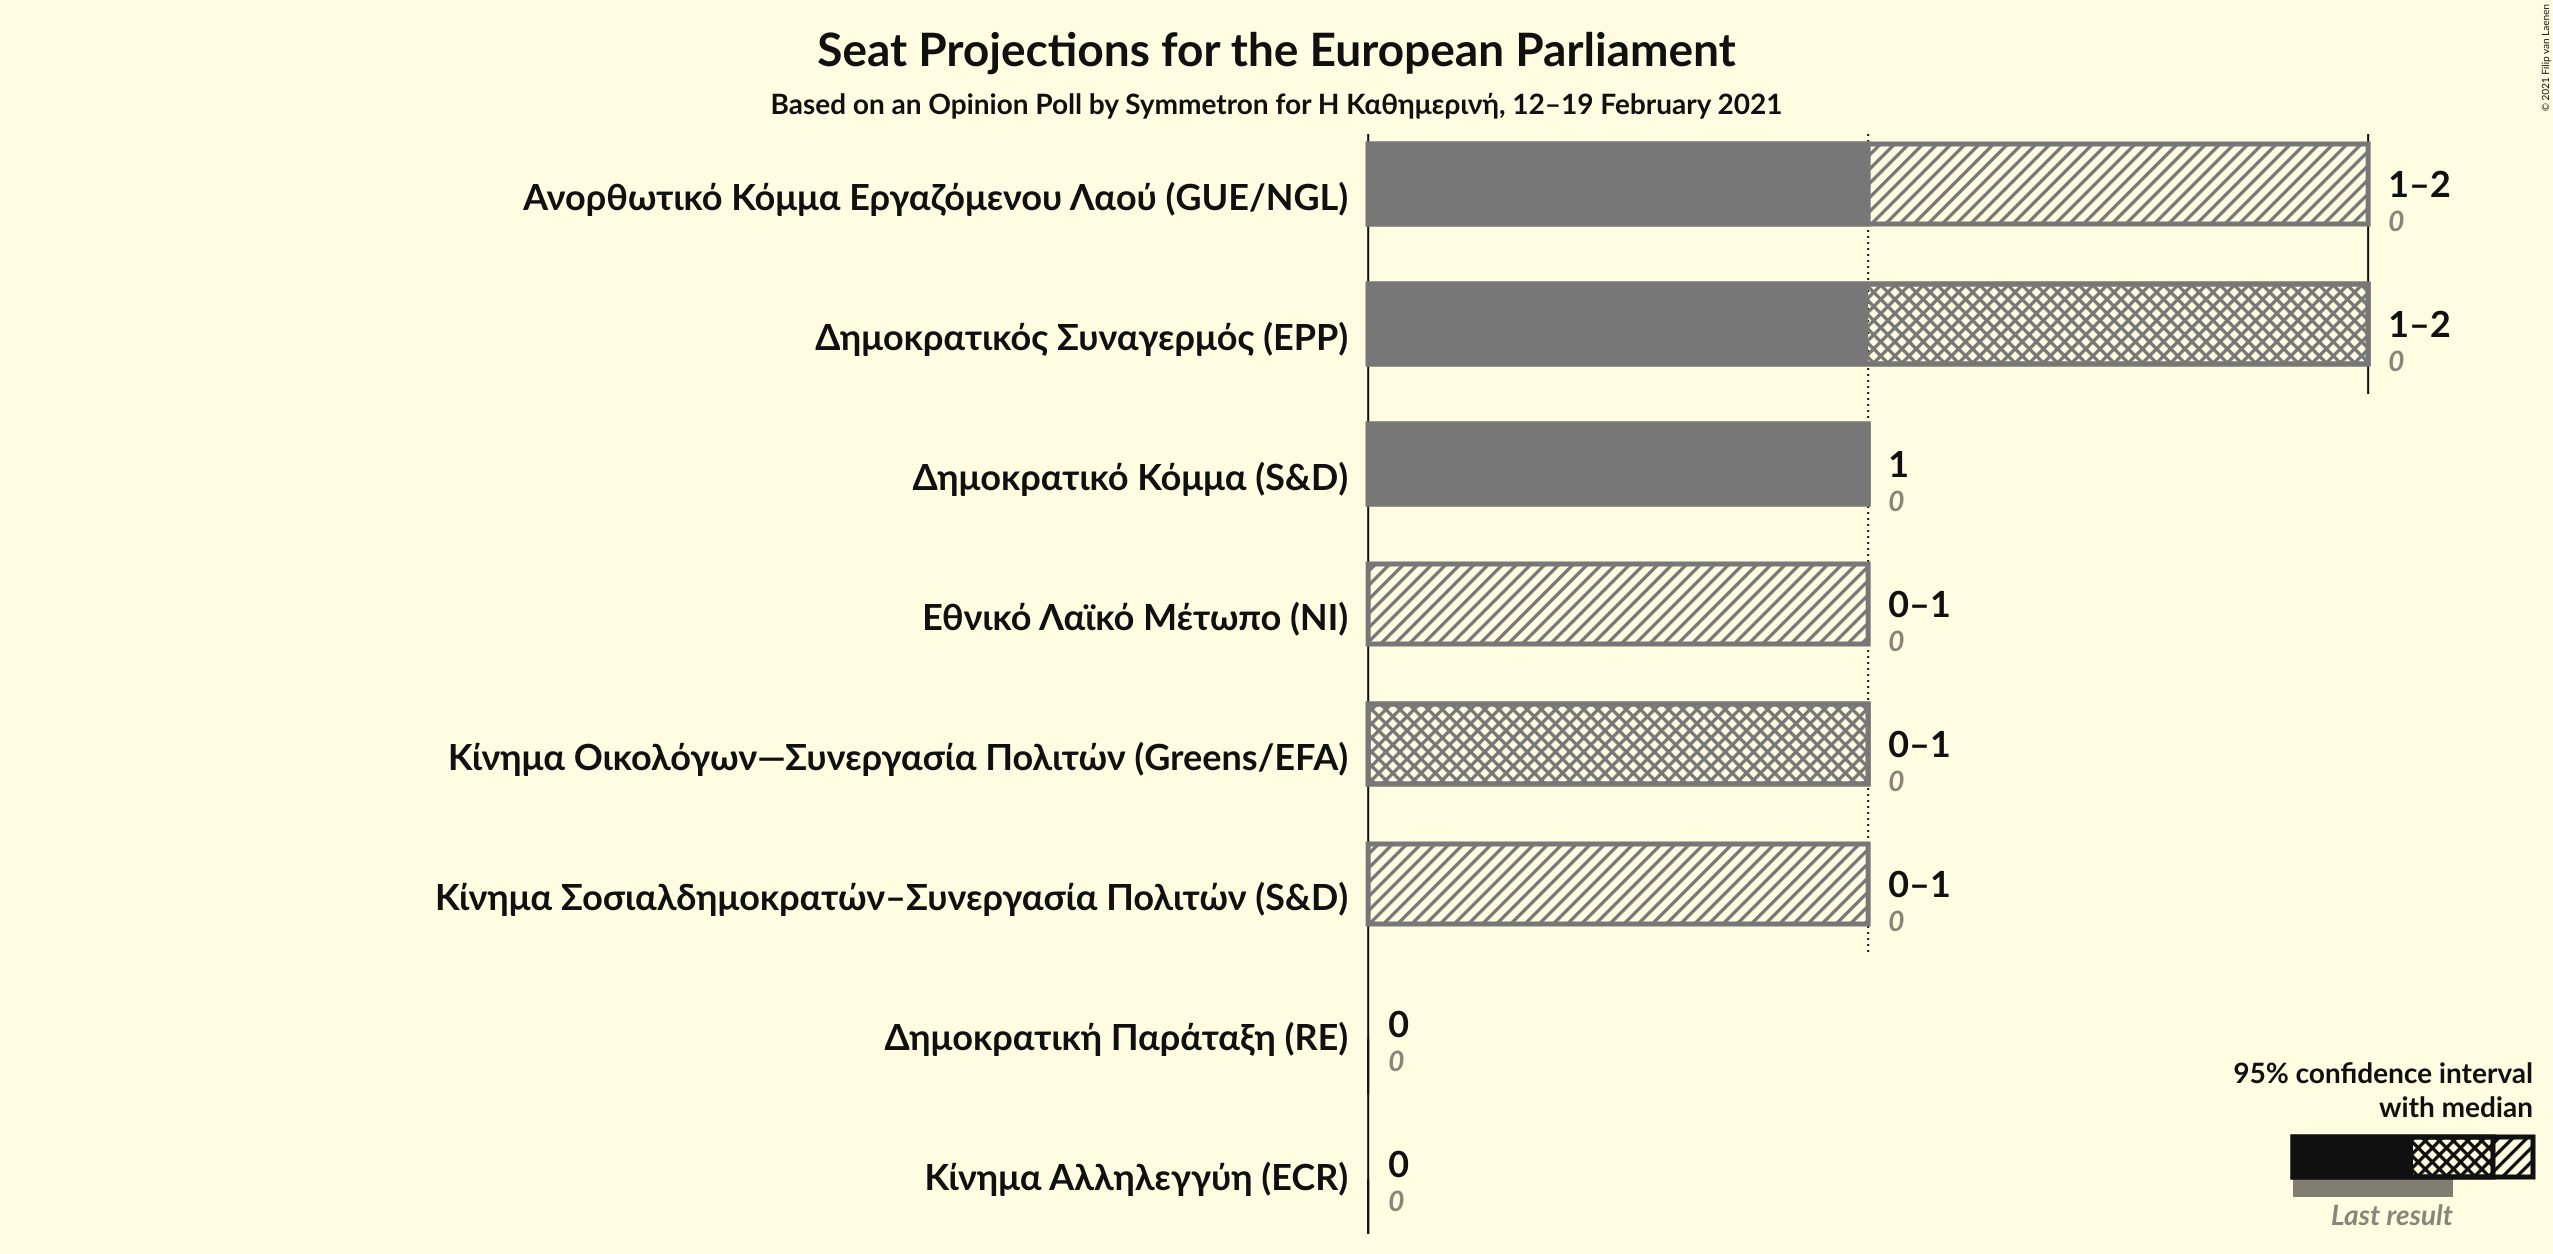 Seat Projections for the European Parliament
Based on an Opinion Poll by Symmetron for Η Καθημερινή, 12–19 February 2021
© 2021 Filip van Laenen
Ανορθωτικό Κόμμα Εργαζόμενου Λαού (GUE/NGL)
1–2
0
Δημοκρατικός Συναγερμός (EPP)
1–2
0
Δημοκρατικό Κόμμα (S&D)
1
0
Εθνικό Λαϊκό Μέτωπο (NI)
0–1
0
Κίνημα Οικολόγων—Συνεργασία Πολιτών (Greens/EFA)
0–1
0
Κίνημα Σοσιαλδημοκρατών–Συνεργασία Πολιτών (S&D)
0–1
0
Δημοκρατική Παράταξη (RE)
0
0
Κίνημα Αλληλεγγύη (ECR)
0
0
95% confidence interval
with median
Last result